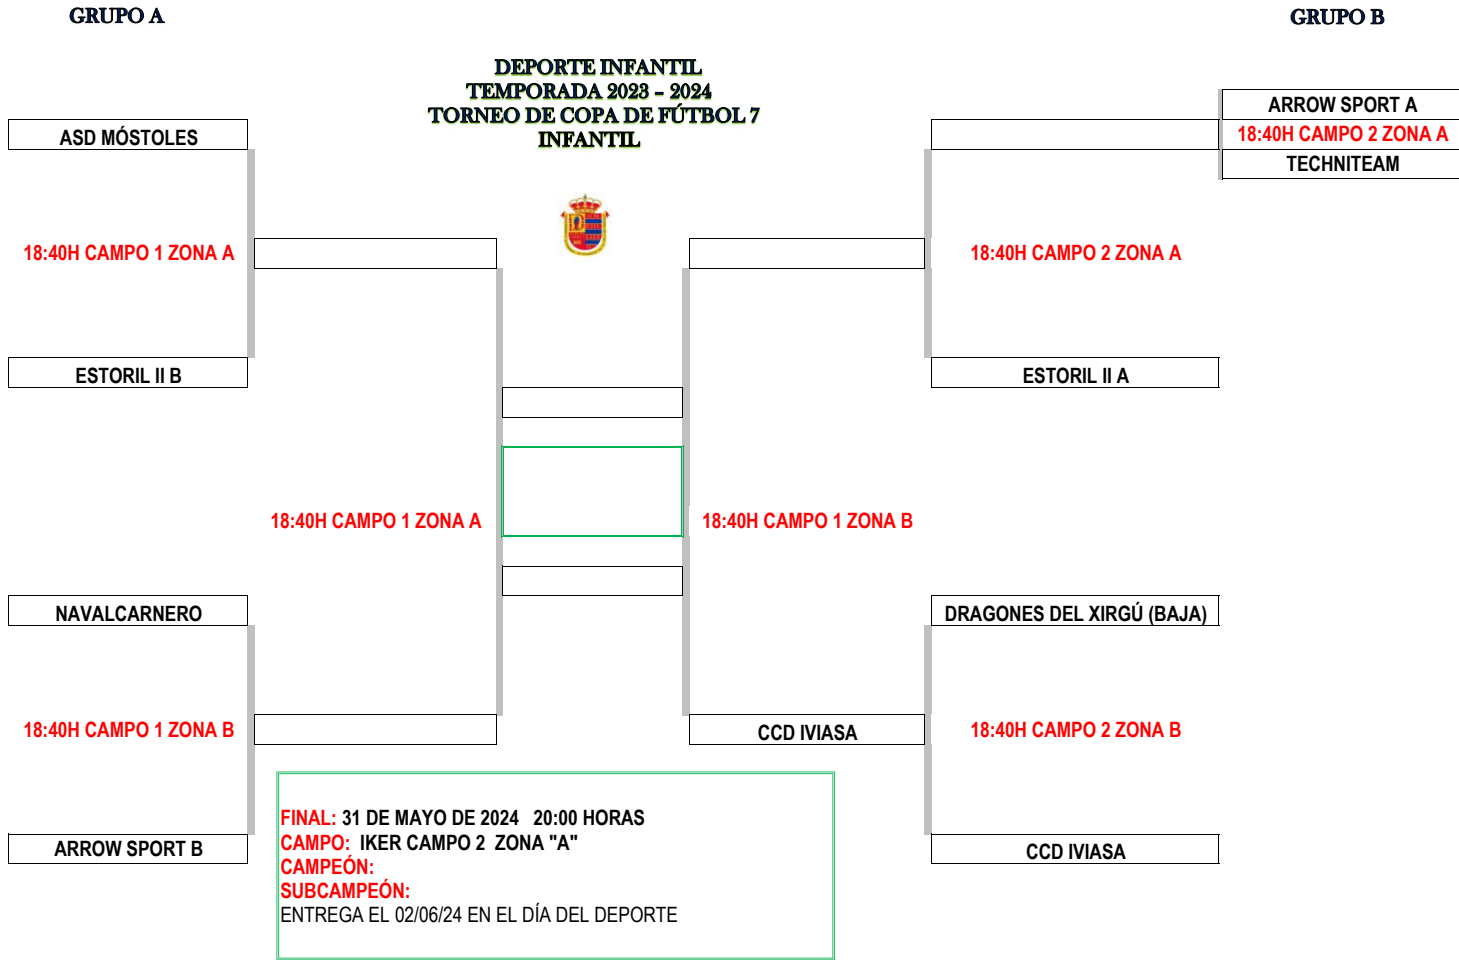 GRUPO A
GRUPO B
DEPORTE INFANTIL
TEMPORADA 2023 – 2024
TORNEO DE COPA DE FÚTBOL 7
INFANTIL
ARROW SPORT A
18:40H CAMPO 2 ZONA A
TECHNITEAM
ASD MÓSTOLES
18:40H CAMPO 1 ZONA A
18:40H CAMPO 2 ZONA A
ESTORIL II B
ESTORIL II A
18:40H CAMPO 1 ZONA A
18:40H CAMPO 1 ZONA B
NAVALCARNERO
DRAGONES DEL XIRGÚ (BAJA)
18:40H CAMPO 1 ZONA B
CCD IVIASA
18:40H CAMPO 2 ZONA B
ARROW SPORT B
CCD IVIASA
FINAL: 31 DE MAYO DE 2024 20:00 HORAS
CAMPO: IKER CAMPO 2 ZONA "A"
CAMPEÓN:
SUBCAMPEÓN:
ENTREGA EL 02/06/24 EN EL DÍA DEL DEPORTE